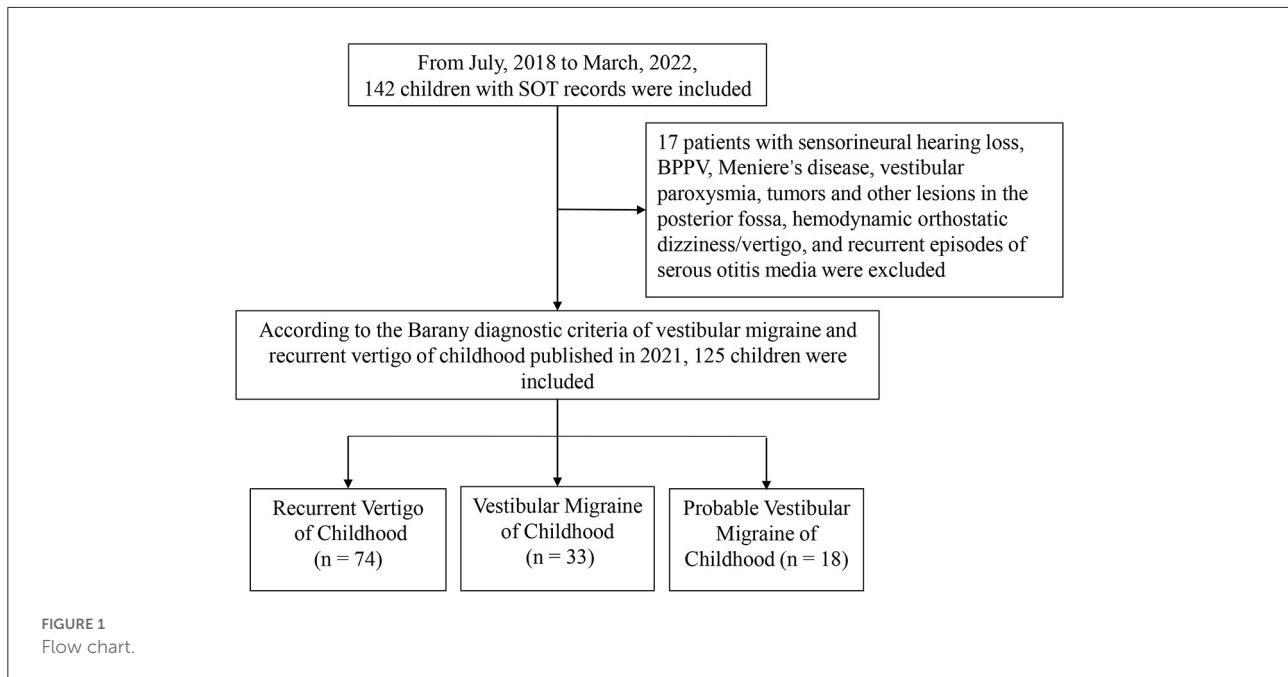 From July, 2018 to March, 2022,
142 children with SOT records were included
17 patients with sensorineural hearing loss,
BPPV, Meniere's disease, vestibular
paroxysmia, tumors and other lesions in the
posterior fossa, hemodynamic orthostatic
dizziness/vertigo, and recurrent episodes of
serous otitis media were excluded
According to the Barany diagnostic criteria of vestibular migraine and
recurrent vertigo of childhood published in 2021, 125 children were
included
Recurrent Vertigo
of Childhood
(n = 74)
Vestibular Migraine
of Childhood
(n = 33)
Probable Vestibular
Migraine of
Childhood (n = 18)
FIGURE 1
Flow chart.